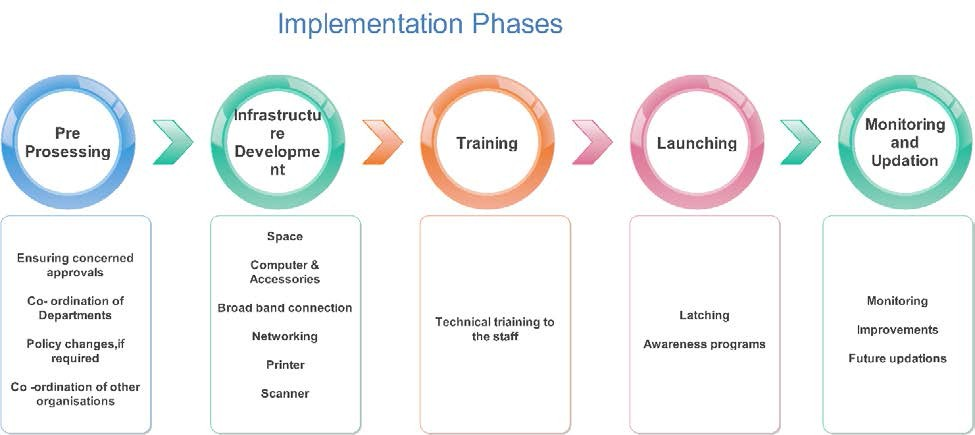 Implementation Phases
Pre
Prosessing
Infrastructu
re
Developme
nt
Training
Launching
Monitoring
and
Updation
Ensuring concerned
approvals
Co- ordination of
Departments
Policy changes,if
required
Co -ordination of other
organisations
Space
Computer &
Accessories
Broad band connection
Networking
Printer
Scanner
Technical triaining to
the staff
Latching
Awareness programs
Monitoring
Improvements
Future updations